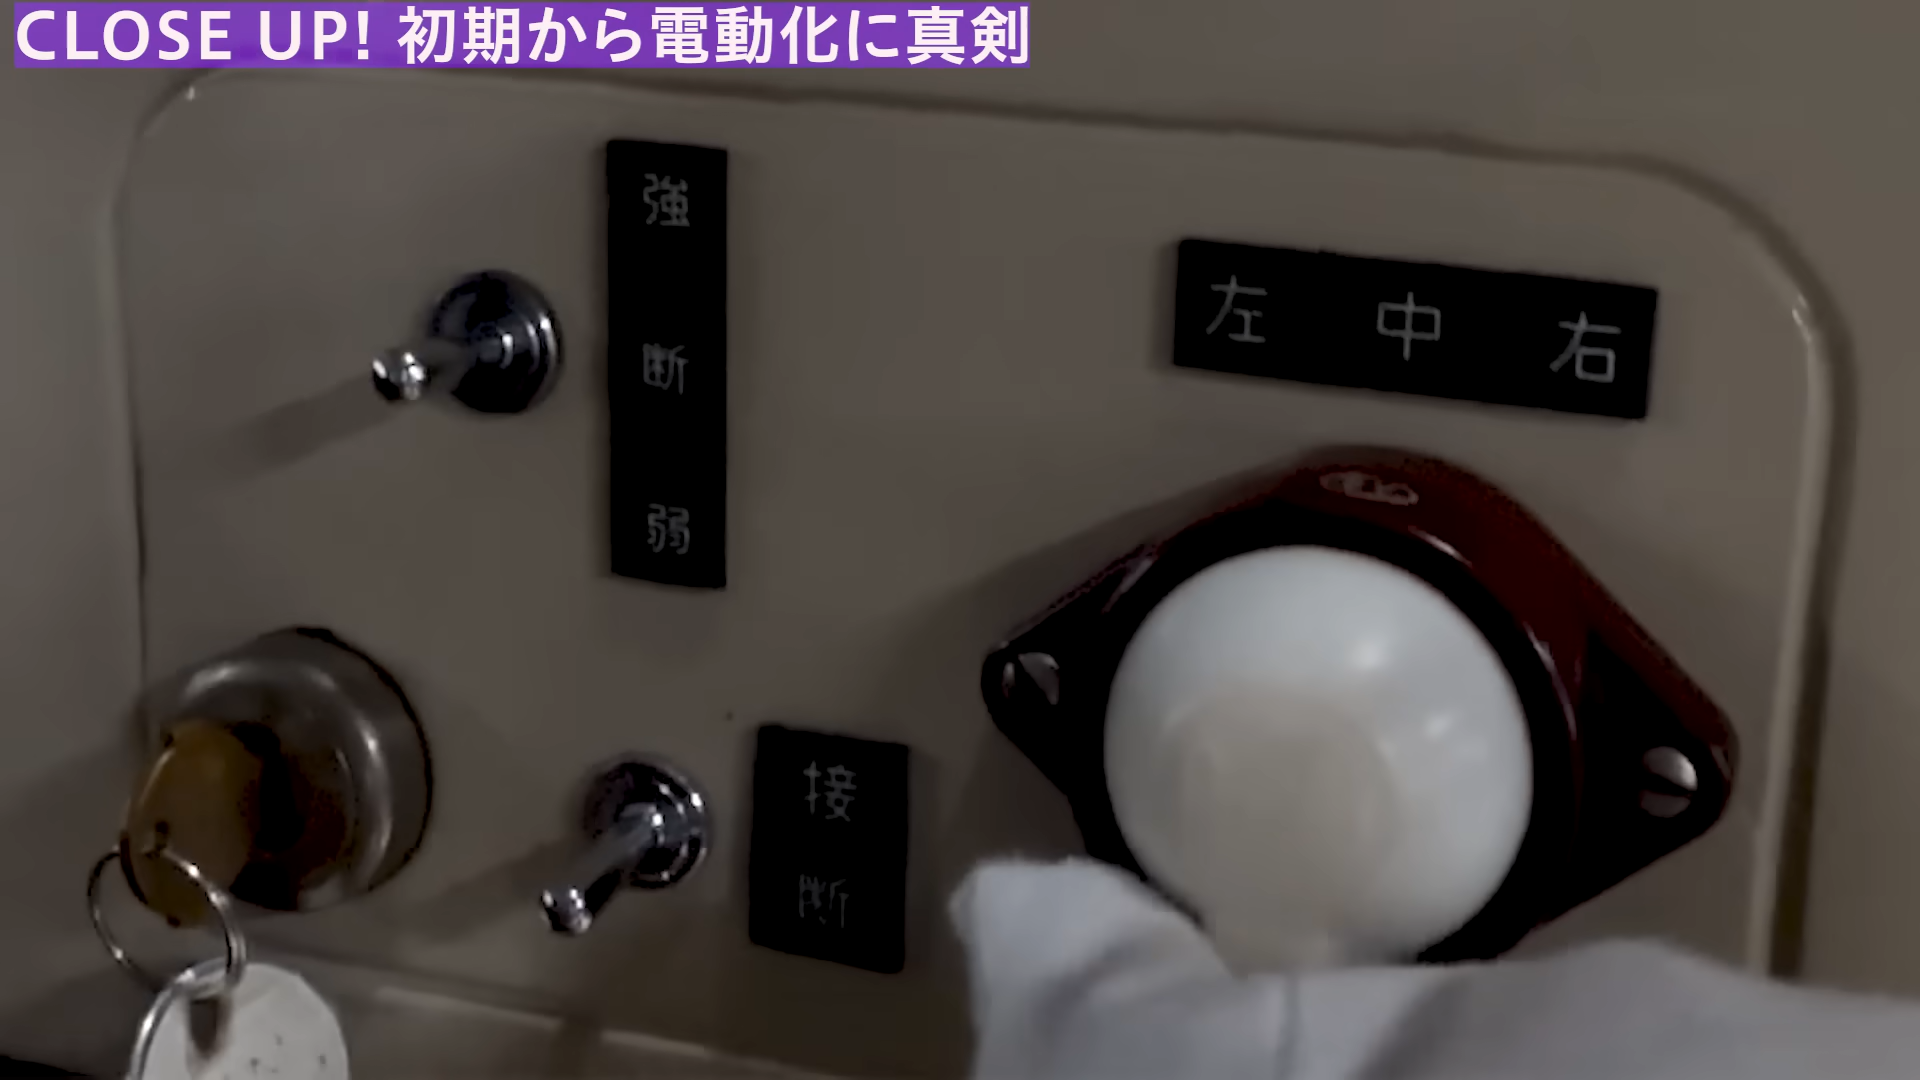 CLOSE UP! 初期から電動化に真剣
強
断
弱
左 中 右
接
断